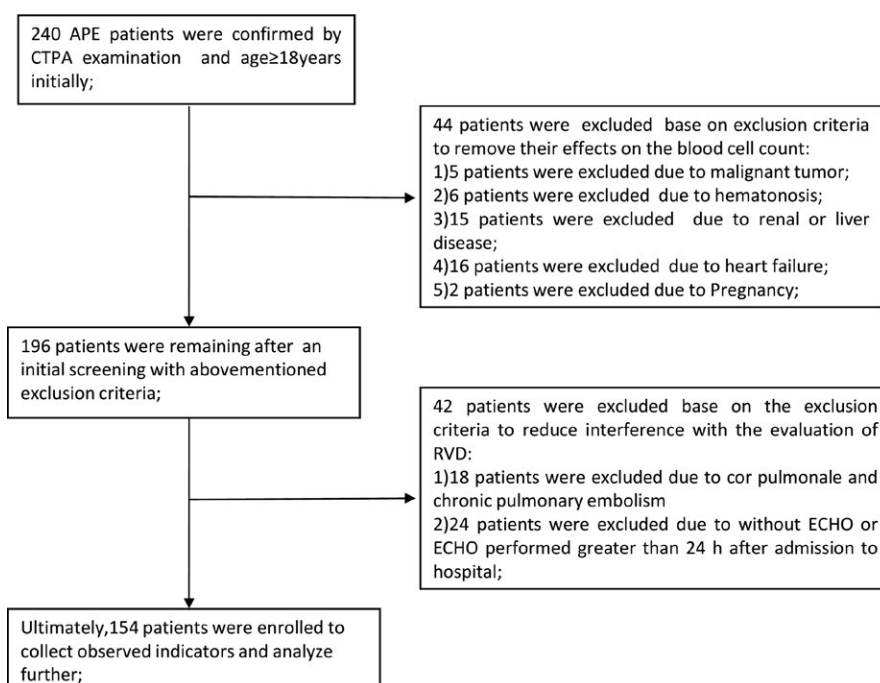 240 APE patients were confirmed by
CTPA examination and age≥18years
initially;
44 patients were excluded base on exclusion criteria
to remove their effects on the blood cell count:
1)5 patients were excluded due to malignant tumor;
2)6 patients were excluded due to hematonosis;
3)15 patients were excluded due to renal or liver
disease;
4)16 patients were excluded due to heart failure;
5)2 patients were excluded due to Pregnancy;
196 patients were remaining after an
initial screening with abovementioned
exclusion criteria;
42 patients were excluded base on the exclusion
criteria to reduce interference with the evaluation of
RVD:
1)18 patients were excluded due to cor pulmonale and
chronic pulmonary embolism
2)24 patients were excluded due to without ECHO or
ECHO performed greater than 24 h after admission to
hospital;
Ultimately,154 patients were enrolled to
collect observed indicators and analyze
further;